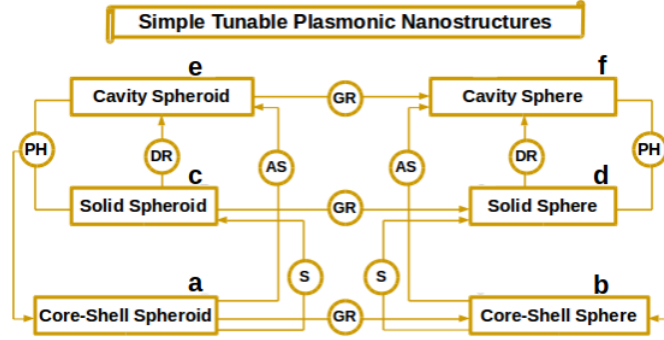 Simple Tunable Plasmonic Nanostructures
e
f
Cavity Spheroid
GR
Cavity Sphere
PH
DR
AS
AS
DR
PH
c
d
Solid Spheroid
GR
Solid Sphere
S
S
a
b
Core-Shell Spheroid
GR
Core-Shell Sphere